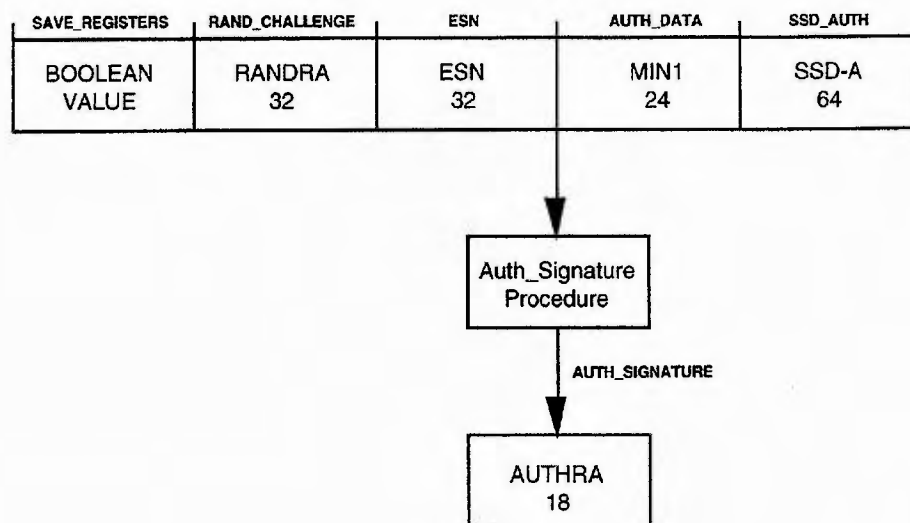 SAVE_REGISTERS RAND_CHALLENGE ESN AUTH_DATA SSD_AUTH
BOOLEAN RANDRA ESN MIN1 SSD-A
VALUE 32 32 24 64
Auth_Signature
Procedure
AUTH_SIGNATURE
AUTHRA
18